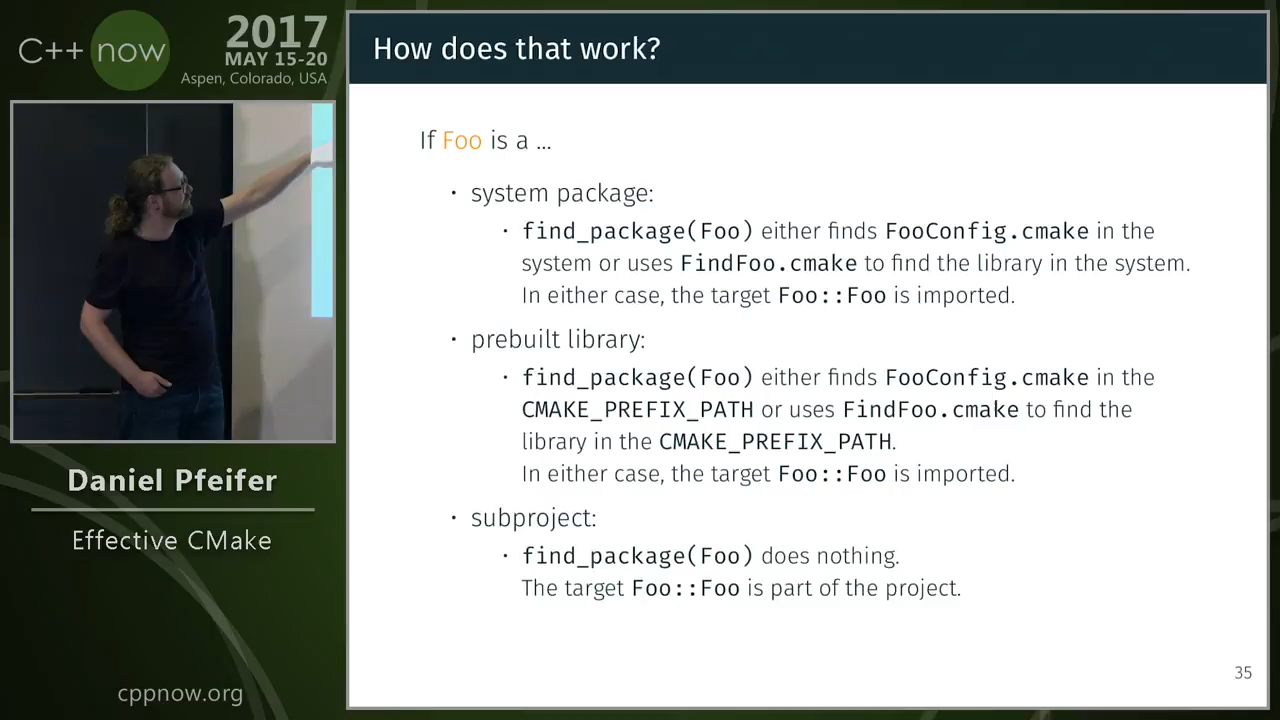 C++ now
2017
MAY 15-20
Aspen, Colorado, USA
Daniel Pfeifer
Effective CMake
cppnow.org
How does that work?
If Foo is a ...
· system package:
· find_package(Foo) either finds FooConfig.cmake in the
system or uses FindFoo.cmake to find the library in the system.
In either case, the target Foo::Foo is imported.
· prebuilt library:
· find_package(Foo) either finds FooConfig.cmake in the
CMAKE_PREFIX_PATH or uses FindFoo.cmake to find the
library in the CMAKE_PREFIX_PATH.
In either case, the target Foo::Foo is imported.
· subproject:
· find_package(Foo) does nothing.
The target Foo::Foo is part of the project.
35